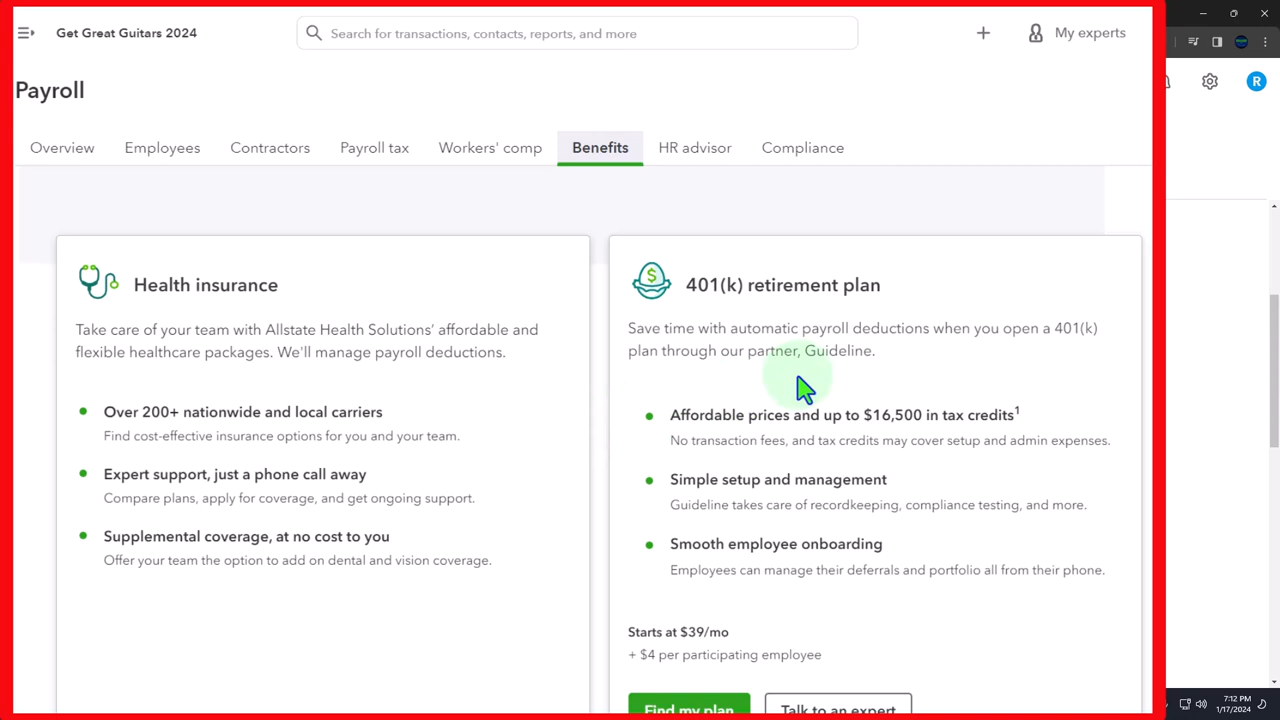 Get Great Guitars 2024
Search for transactions, contacts, reports, and more
My experts
R
Payroll
Overview
Employees
Contractors
Payroll tax
Workers' comp
Benefits
HR advisor
Compliance
Health insurance
Take care of your team with Allstate Health Solutions’ affordable and
flexible healthcare packages. We'll manage payroll deductions.
Over 200+ nationwide and local carriers
Find cost-effective insurance options for you and your team.
Expert support, just a phone call away
Compare plans, apply for coverage, and get ongoing support.
Supplemental coverage, at no cost to you
Offer your team the option to add on dental and vision coverage.
401(k) retirement plan
Save time with automatic payroll deductions when you open a 401(k)
plan through our partner, Guideline.
Affordable prices and up to $16,500 in tax credits¹
No transaction fees, and tax credits may cover setup and admin expenses.
Simple setup and management
Guideline takes care of recordkeeping, compliance testing, and more.
Smooth employee onboarding
Employees can manage their deferrals and portfolio all from their phone.
Starts at $39/mo
+ $4 per participating employee
Find my plan
Talk to an expert
7:12 PM
1/17/2024